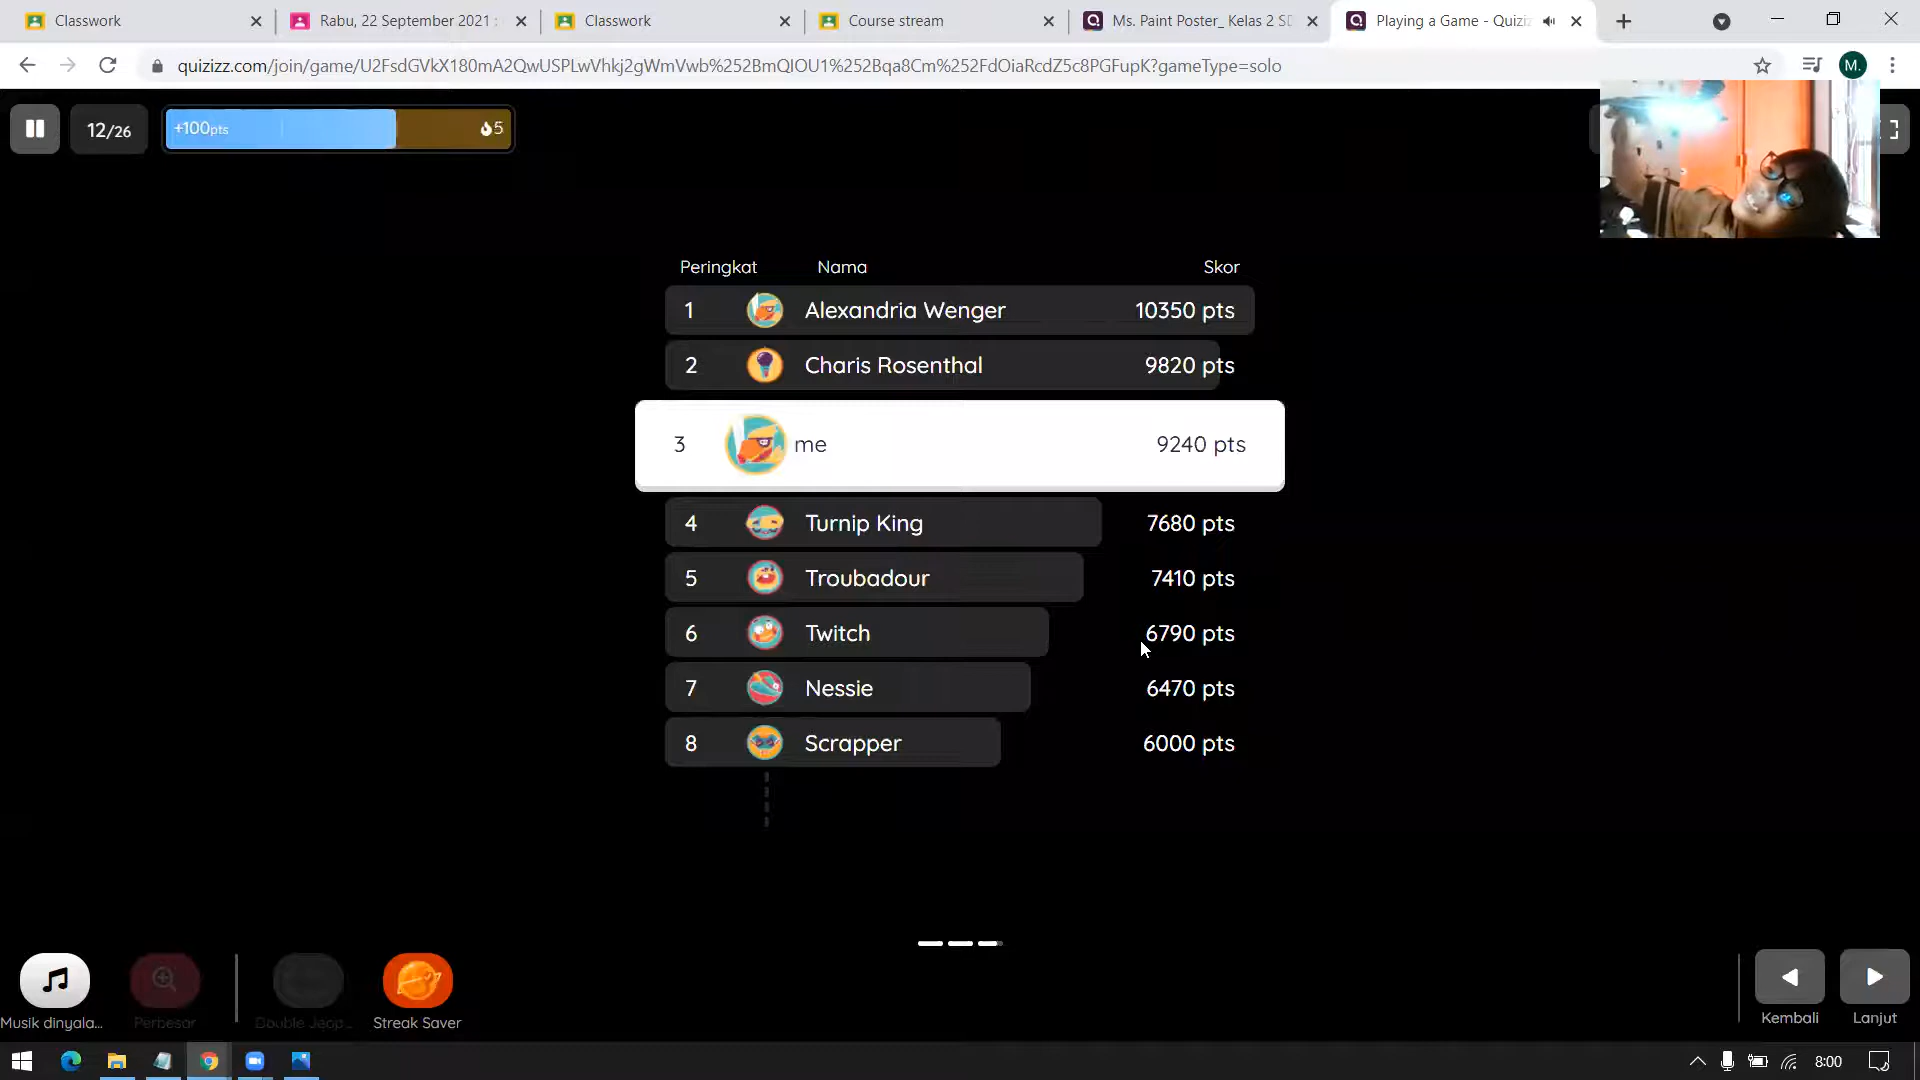 Classwork
Rabu, 22 September 2021 :
Classwork
Course stream
Ms. Paint Poster_ Kelas 2 SD
Playing a Game - Quiziz
quizizz.com/join/game/U2FsdGVkX180mA2QwUSPLwVhkj2gWmVwb%252BmQIOU1%252Bqa8Cm%252FdOiaRcdZ5c8PGFupK?gameType=solo
M.
12/26
+100pts
5
Peringkat Nama Skor
1 Alexandria Wenger 10350 pts
2 Charis Rosenthal 9820 pts
3 me 9240 pts
4 Turnip King 7680 pts
5 Troubadour 7410 pts
6 Twitch 6790 pts
7 Nessie 6470 pts
8 Scrapper 6000 pts
Musik dinyala...
Perbesar
Double Jeop...
Streak Saver
Kembali
Lanjut
8:00